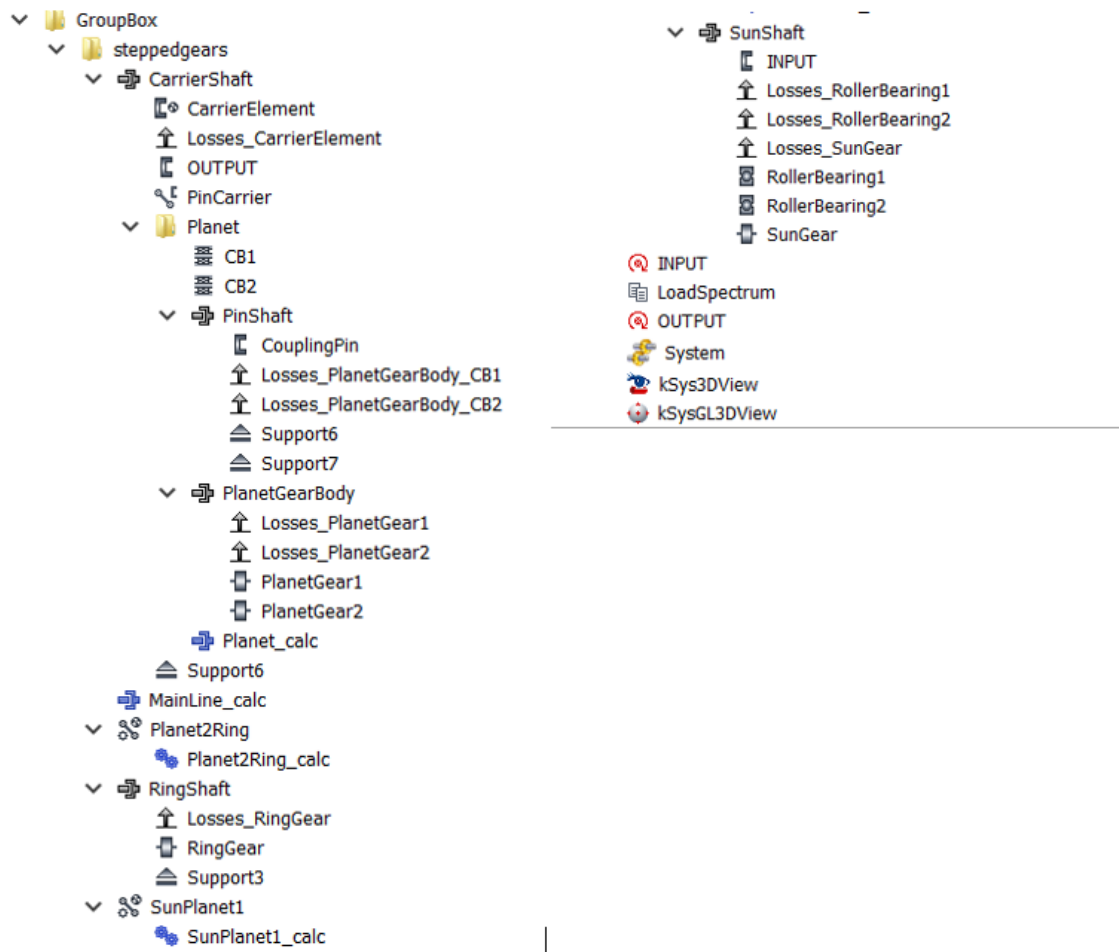 GroupBox
steppedgears
CarrierShaft
CarrierElement
Losses_CarrierElement
OUTPUT
PinCarrier
Planet
CB1
CB2
PinShaft
CouplingPin
Losses_PlanetGearBody_CB1
Losses_PlanetGearBody_CB2
Support6
Support7
PlanetGearBody
Losses_PlanetGear1
Losses_PlanetGear2
PlanetGear1
PlanetGear2
Planet_calc
Support6
MainLine_calc
Planet2Ring
Planet2Ring_calc
RingShaft
Losses_RingGear
RingGear
Support3
SunPlanet1
SunPlanet1_calc
SunShaft
INPUT
Losses_RollerBearing1
Losses_RollerBearing2
Losses_SunGear
RollerBearing1
RollerBearing2
SunGear
INPUT
LoadSpectrum
OUTPUT
System
kSys3DView
kSysGL3DView